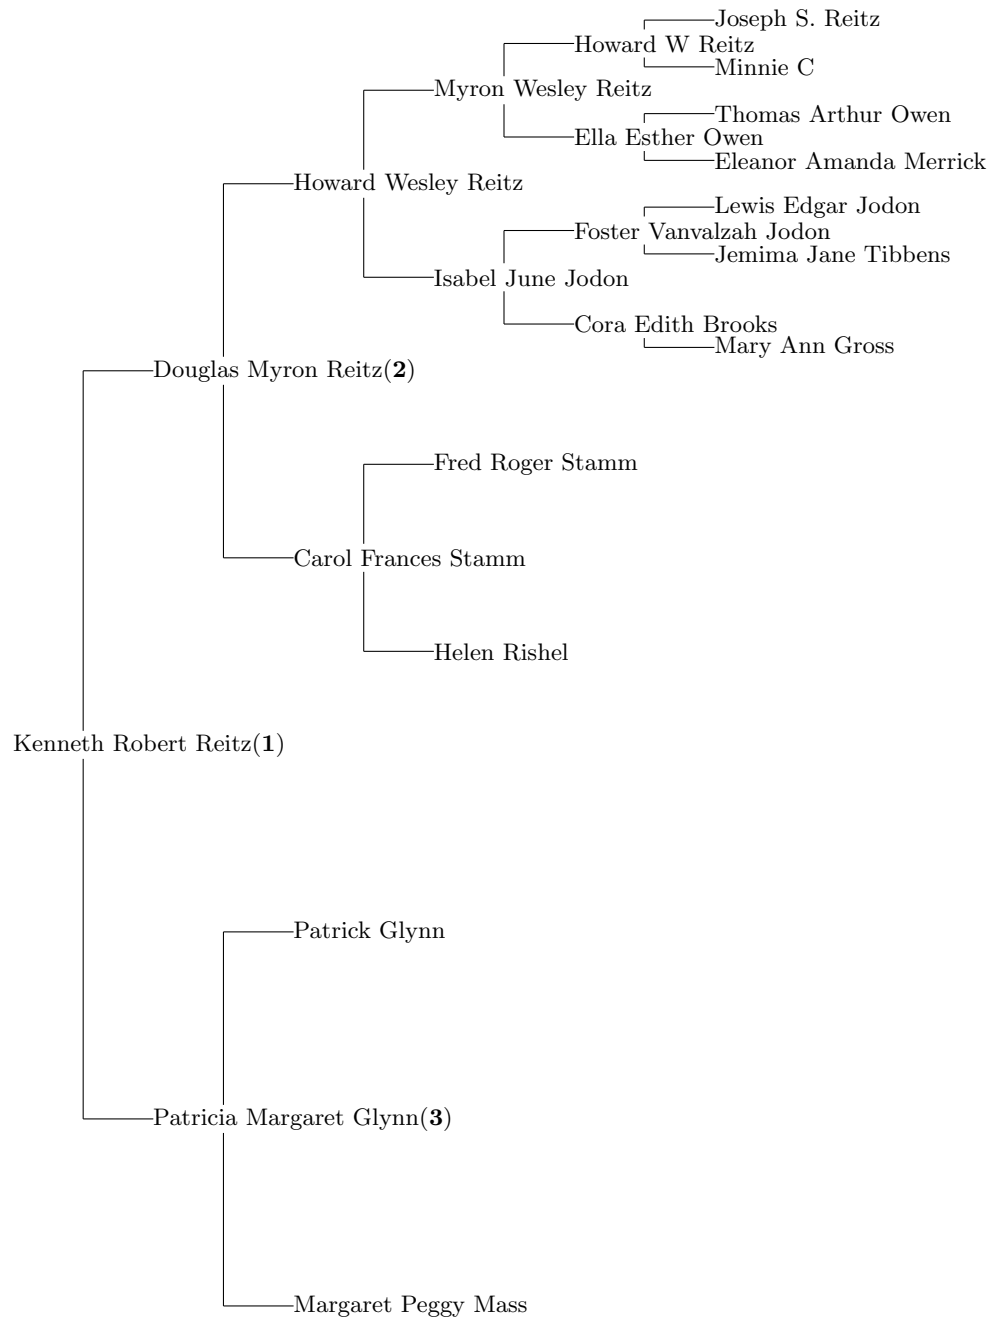 Joseph S. Reitz
Howard W Reitz
Minnie C
Myron Wesley Reitz
Thomas Arthur Owen
Ella Esther Owen
Eleanor Amanda Merrick
Howard Wesley Reitz
Lewis Edgar Jodon
Foster Vanvalzah Jodon
Jemima Jane Tibbens
Isabel June Jodon
Cora Edith Brooks
Mary Ann Gross
Douglas Myron Reitz(2)
Fred Roger Stamm
Carol Frances Stamm
Helen Rishel
Kenneth Robert Reitz(1)
Patrick Glynn
Patricia Margaret Glynn(3)
Margaret Peggy Mass